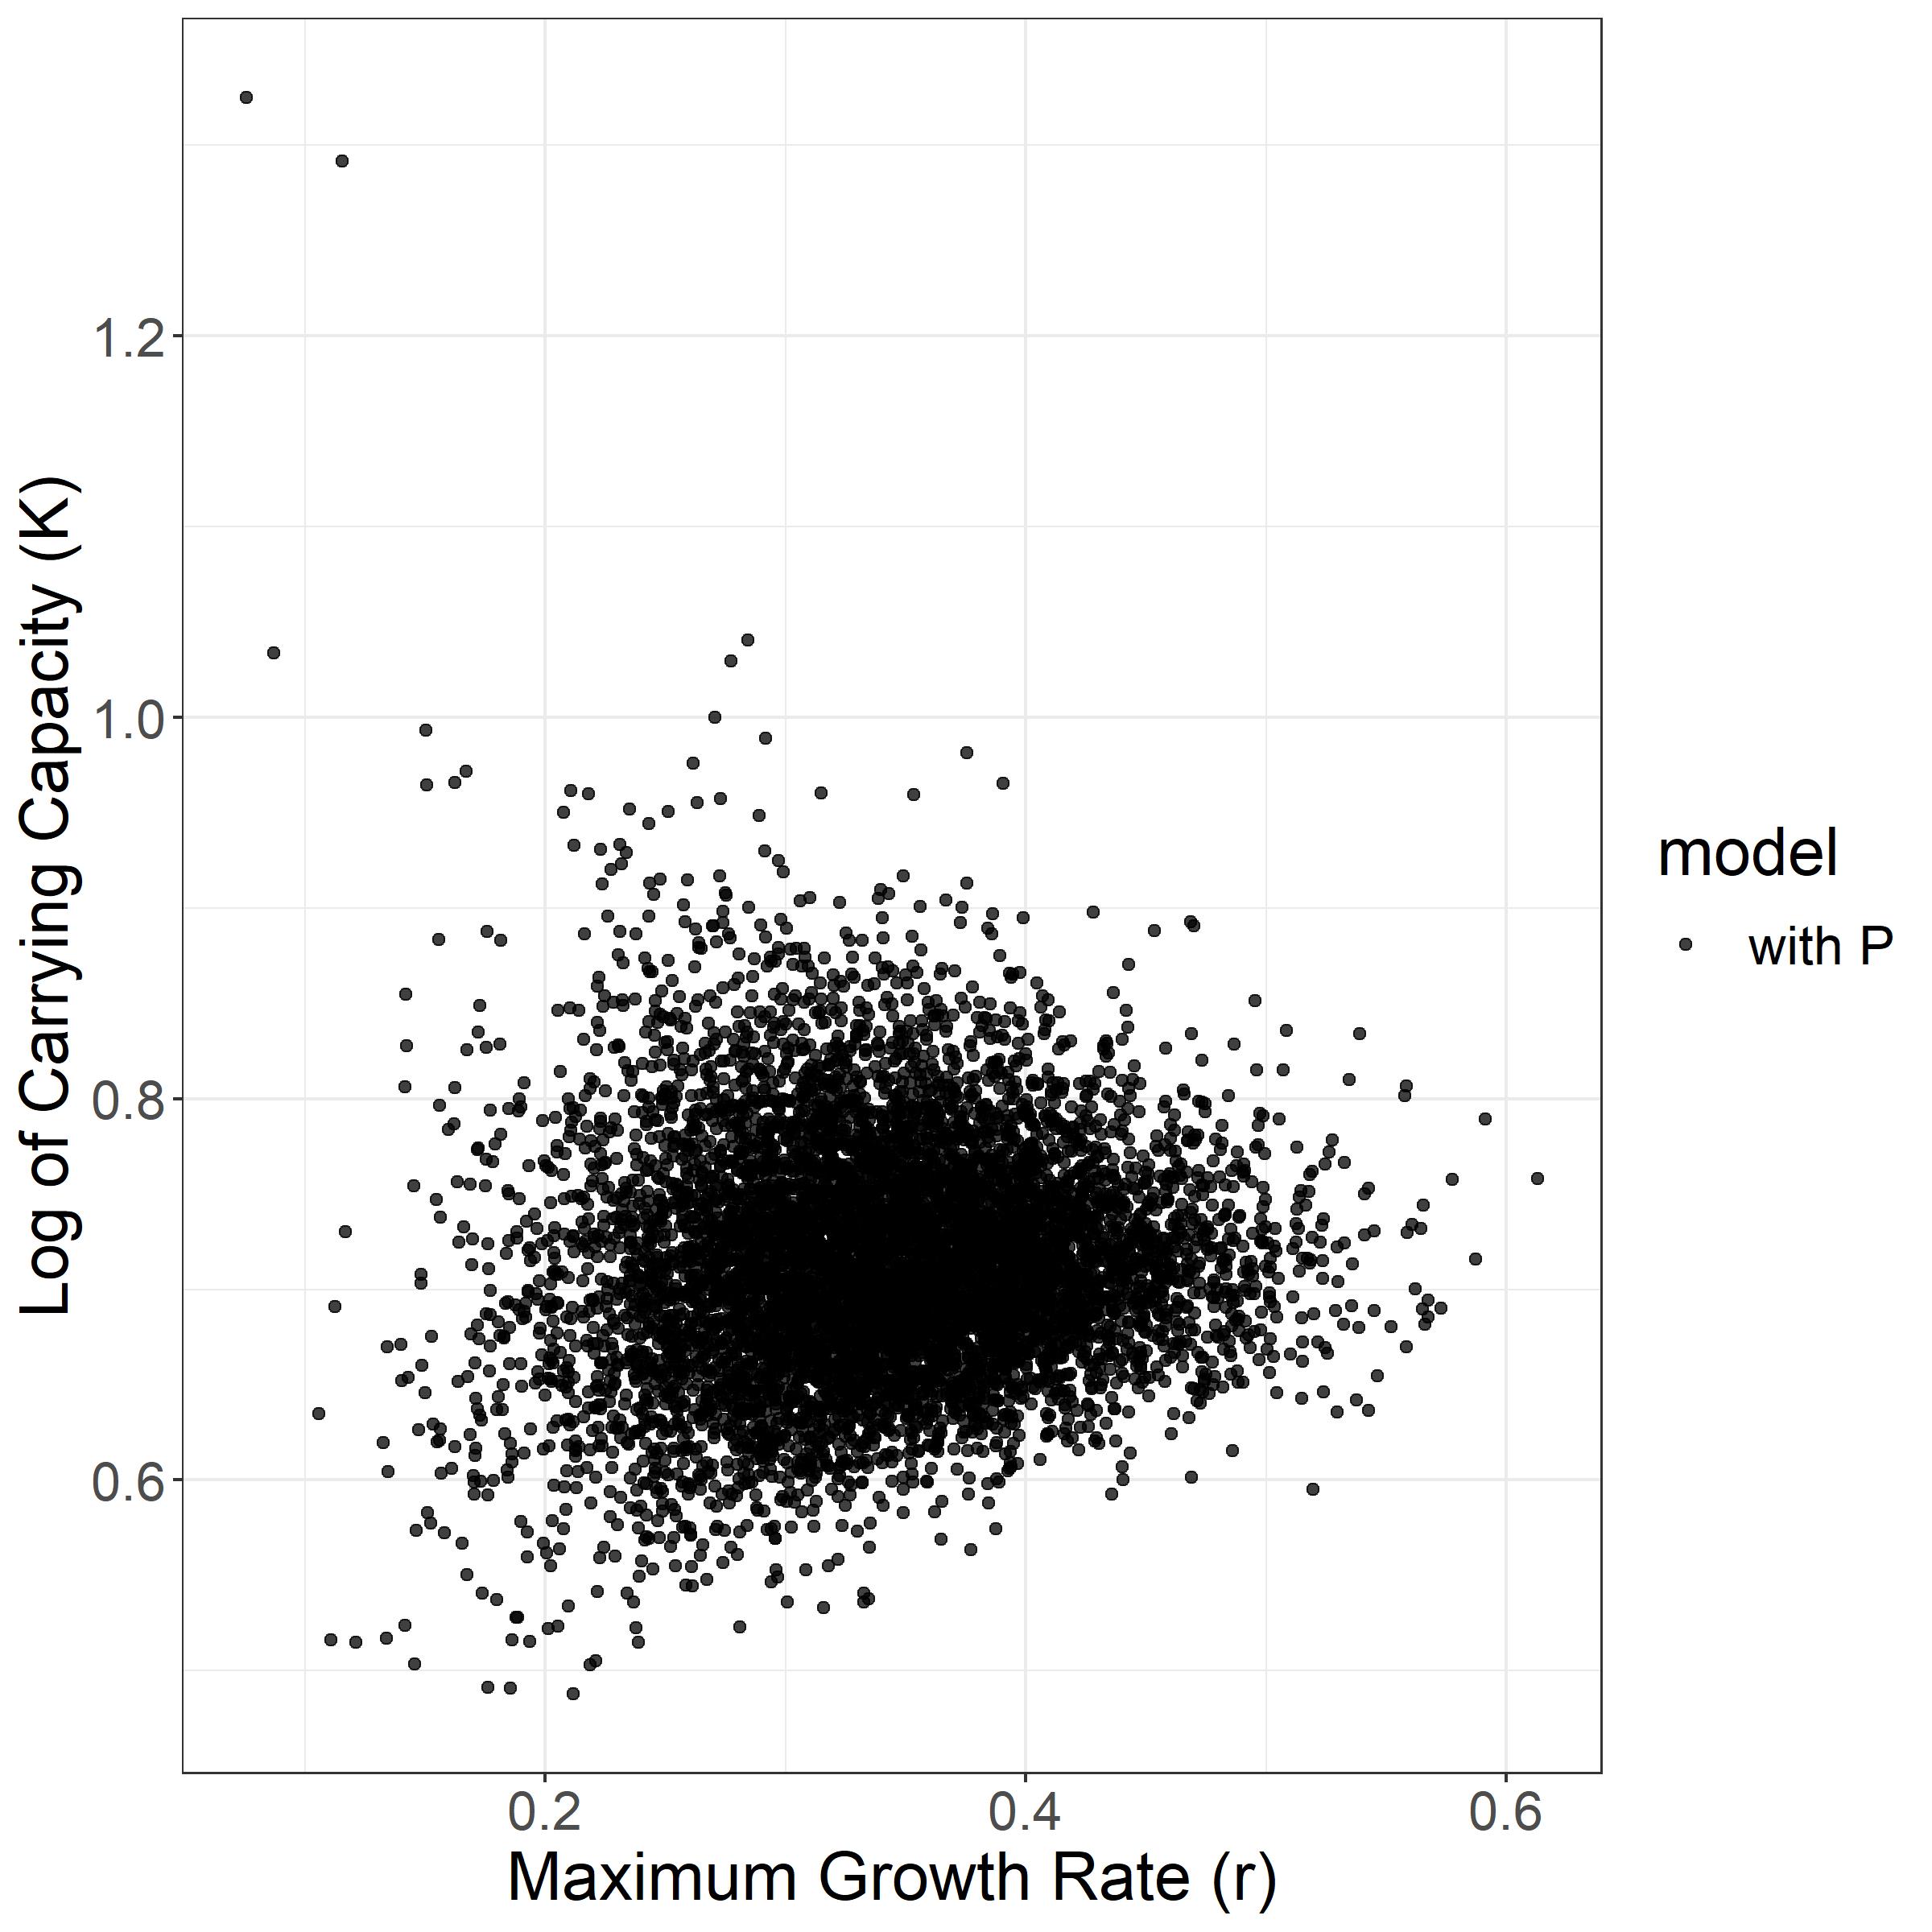 Log of Carrying Capacity (K)
1.2
1.0
0.8
0.6
0.2
0.4
0.6
Maximum Growth Rate (r)
model
with P